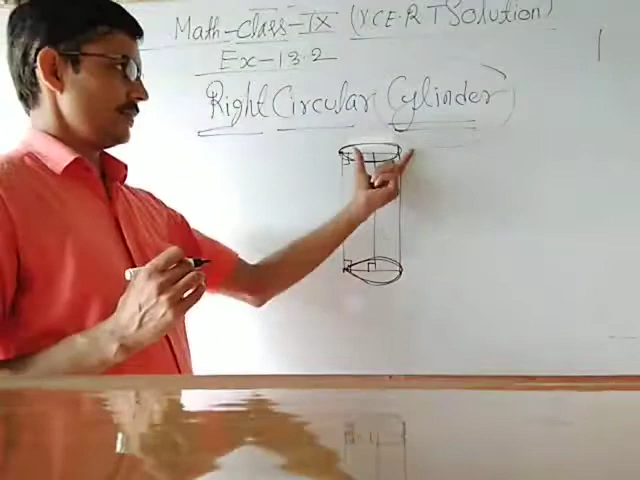 Math-Class-IX (NCERT Solution)
Ex-13.2
Right Circular (Cylinder)